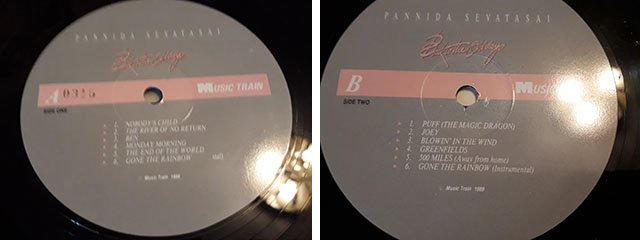 PANNIDA SEVATASAI
A 0315 MUSIC TRAIN
SIDE ONE
1. NOBODY'S CHILD
2. THE RIVER OF NO RETURN
3. BEN
4. MONDAY MORNING
5. THE END OF THE WORLD
6. GONE THE RAINBOW
Music Train 1988
PANNIDA SEVATASAI
B MUSIC
SIDE TWO
1. PUFF (THE MAGIC DRAGON)
2. JOEY
3. BLOWIN' IN THE WIND
4. GREENFIELDS
5. 500 MILES (Away from home)
6. GONE THE RAINBOW (Instrumental)
Music Train 1988